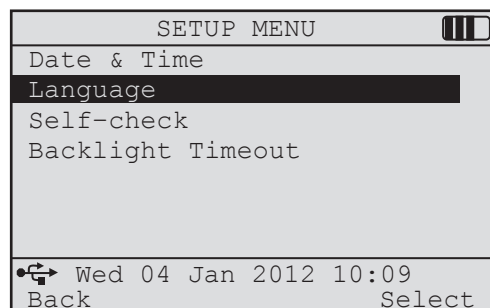 SETUP MENU
Date & Time
Language
Self-check
Backlight Timeout
Wed 04 Jan 2012 10:09
Back Select